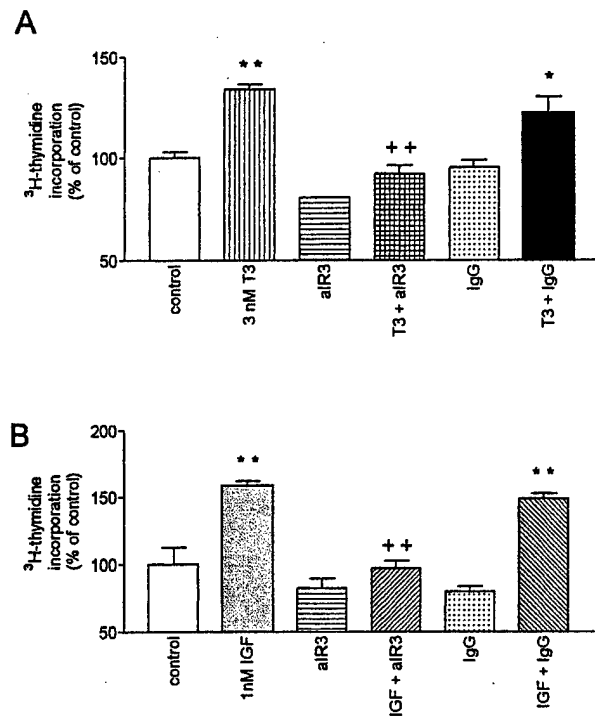 A
³H-thymidine
incorporation
(% of control)
150
100
50
**
++
*
control
3 nM T3
aIR3
T3 + aIR3
IgG
T3 + IgG
B
³H-thymidine
incorporation
(% of control)
200
150
100
50
**
++
**
control
1nM IGF
aIR3
IGF + aIR3
IgG
IGF + IgG